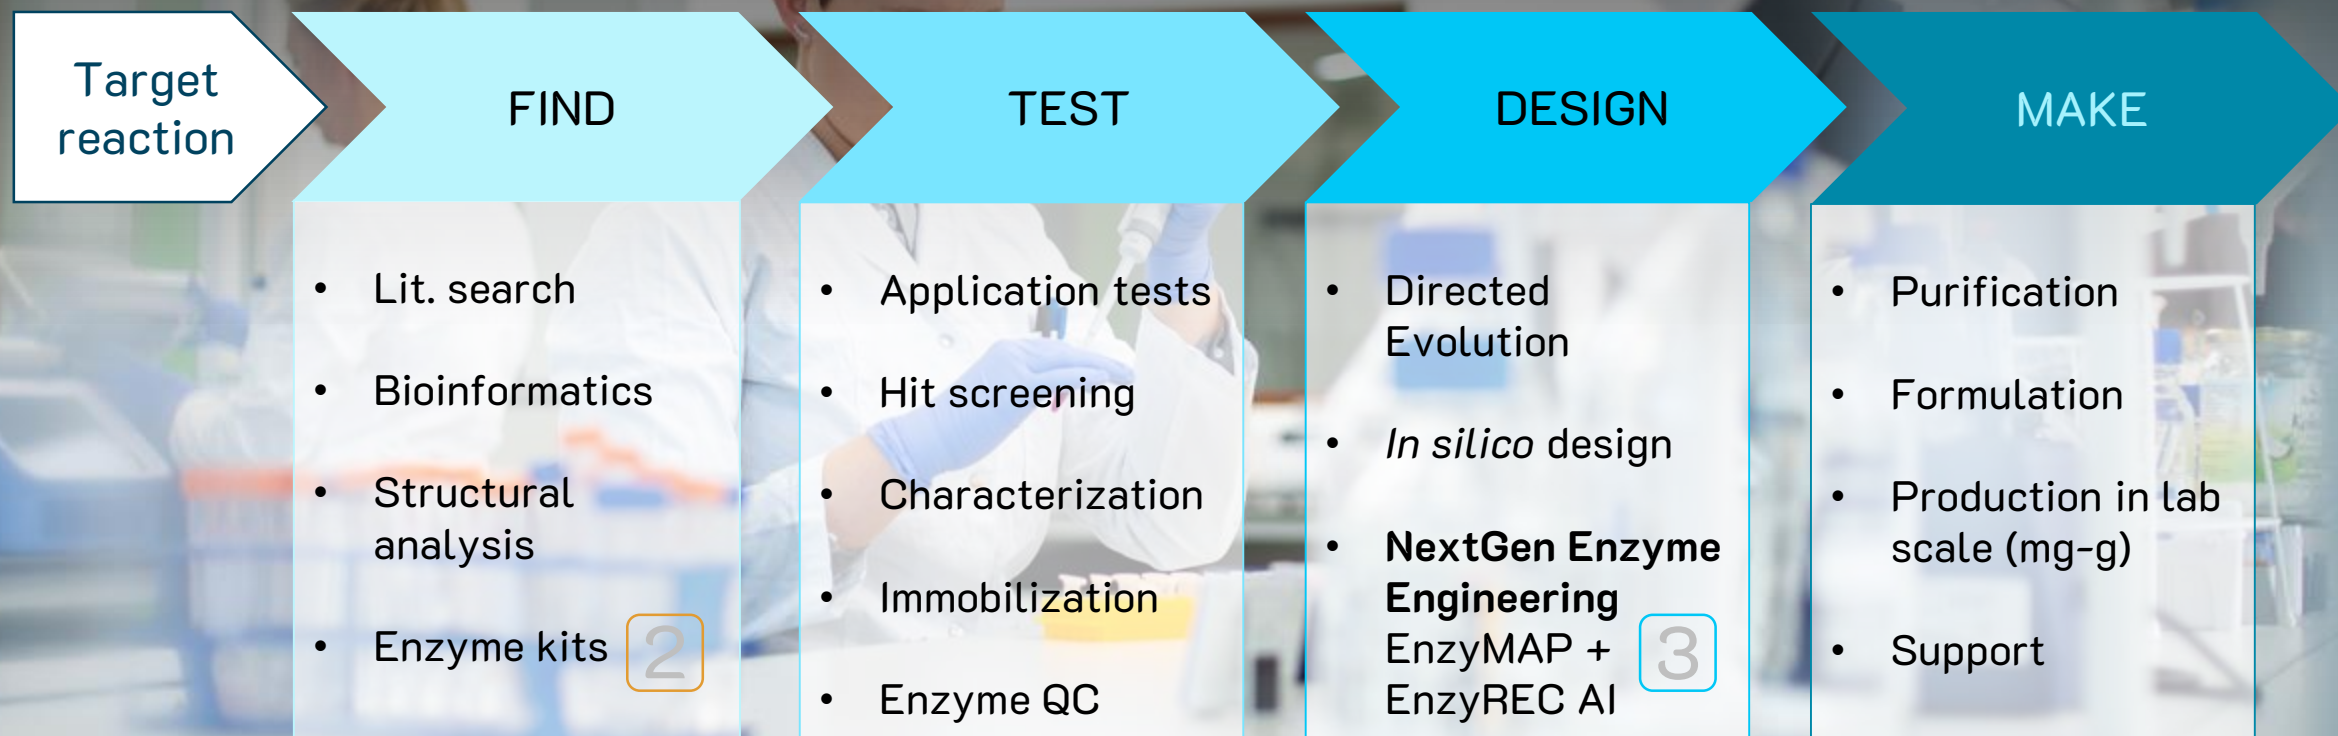 Target
reaction
FIND
TEST
DESIGN
MAKE
• Lit. search
• Bioinformatics
• Structural
analysis
• Enzyme kits
2
• Application tests
• Hit screening
• Characterization
• Immobilization
• Enzyme QC
• Directed
Evolution
• In silico design
• NextGen Enzyme
Engineering
EnzyMAP +
EnzyREC AI
3
• Purification
• Formulation
• Production in lab
scale (mg-g)
• Support